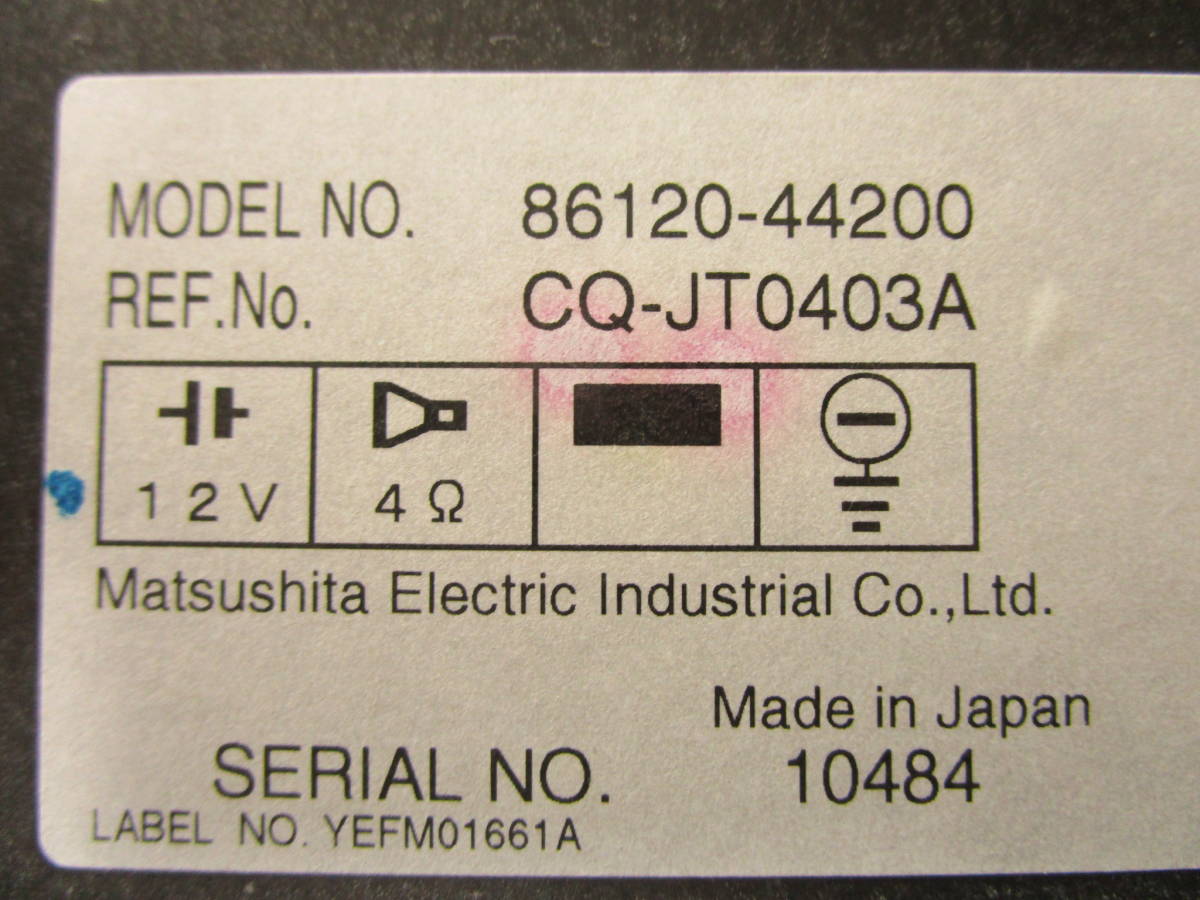 MODEL NO. 86120-44200
REF.No. CQ-JT0403A
12V 4Ω
Matsushita Electric Industrial Co.,Ltd.
Made in Japan
SERIAL NO. 10484
LABEL NO. YEFM01661A